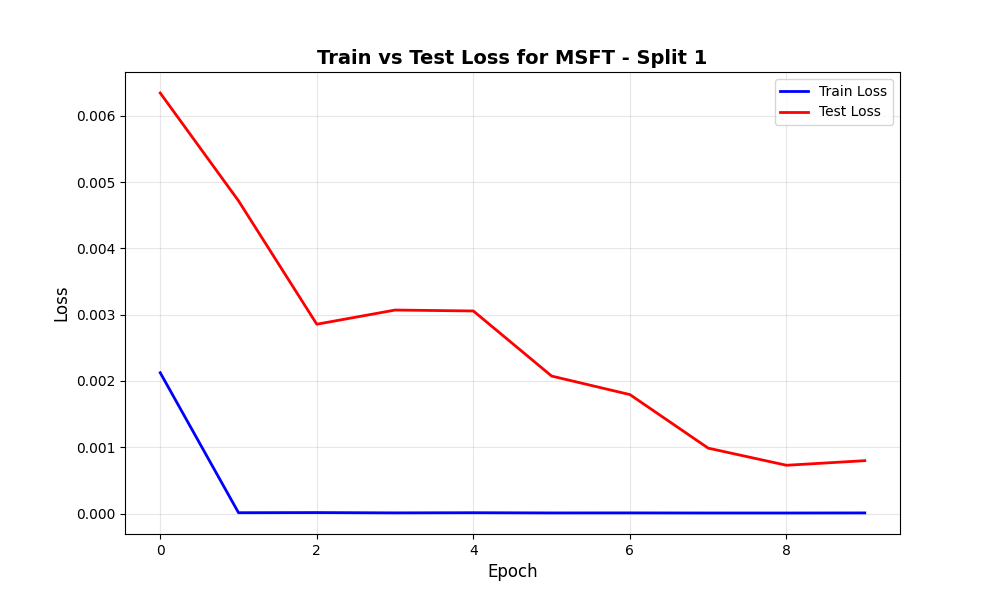 Train vs Test Loss for MSFT - Split 1
Train Loss
Test Loss
0.006
0.005
0.004
0.003
0.002
0.001
0.000
Loss
0 2 4 6 8
Epoch